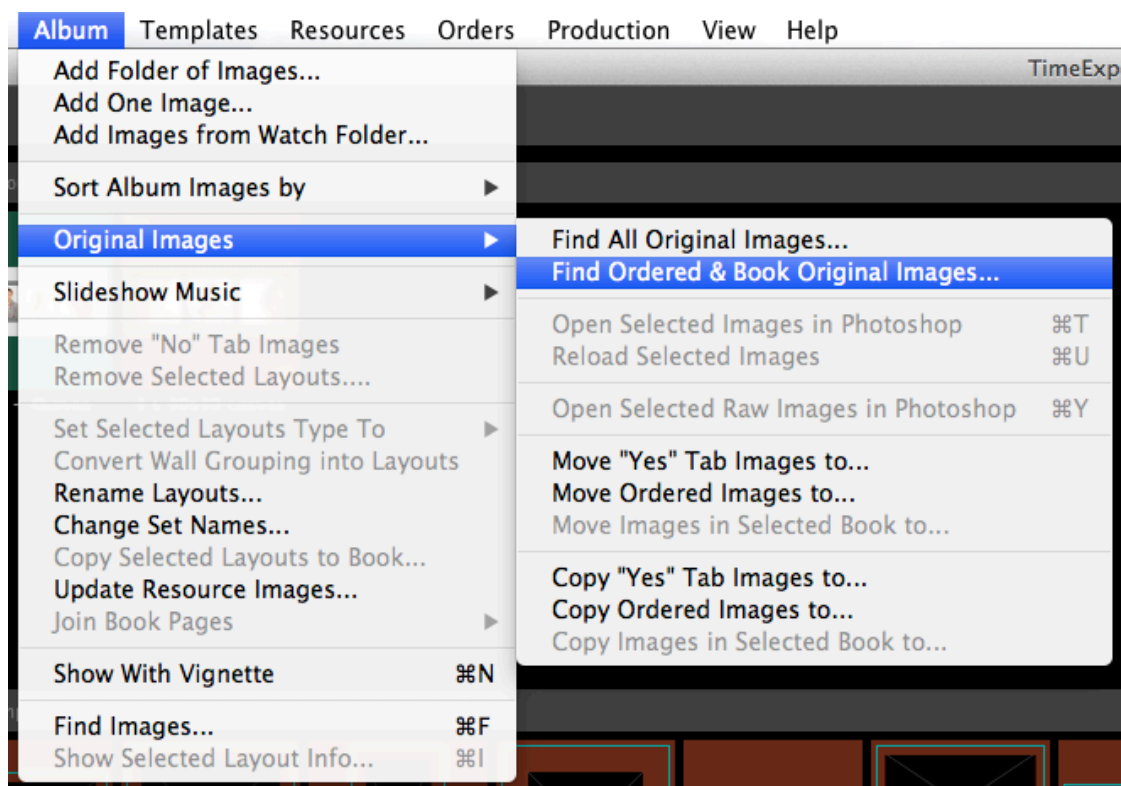 Album Templates Resources Orders Production View Help
TimeExp
Add Folder of Images...
Add One Image...
Add Images from Watch Folder...
Sort Album Images by
Original Images
Slideshow Music
Remove "No" Tab Images
Remove Selected Layouts....
Set Selected Layouts Type To
Convert Wall Grouping into Layouts
Rename Layouts...
Change Set Names...
Copy Selected Layouts to Book...
Update Resource Images...
Join Book Pages
Show With Vignette ⌘N
Find Images... ⌘F
Show Selected Layout Info... ⌘I
Find All Original Images...
Find Ordered & Book Original Images...
Open Selected Images in Photoshop ⌘T
Reload Selected Images ⌘U
Open Selected Raw Images in Photoshop ⌘Y
Move "Yes" Tab Images to...
Move Ordered Images to...
Move Images in Selected Book to...
Copy "Yes" Tab Images to...
Copy Ordered Images to...
Copy Images in Selected Book to...